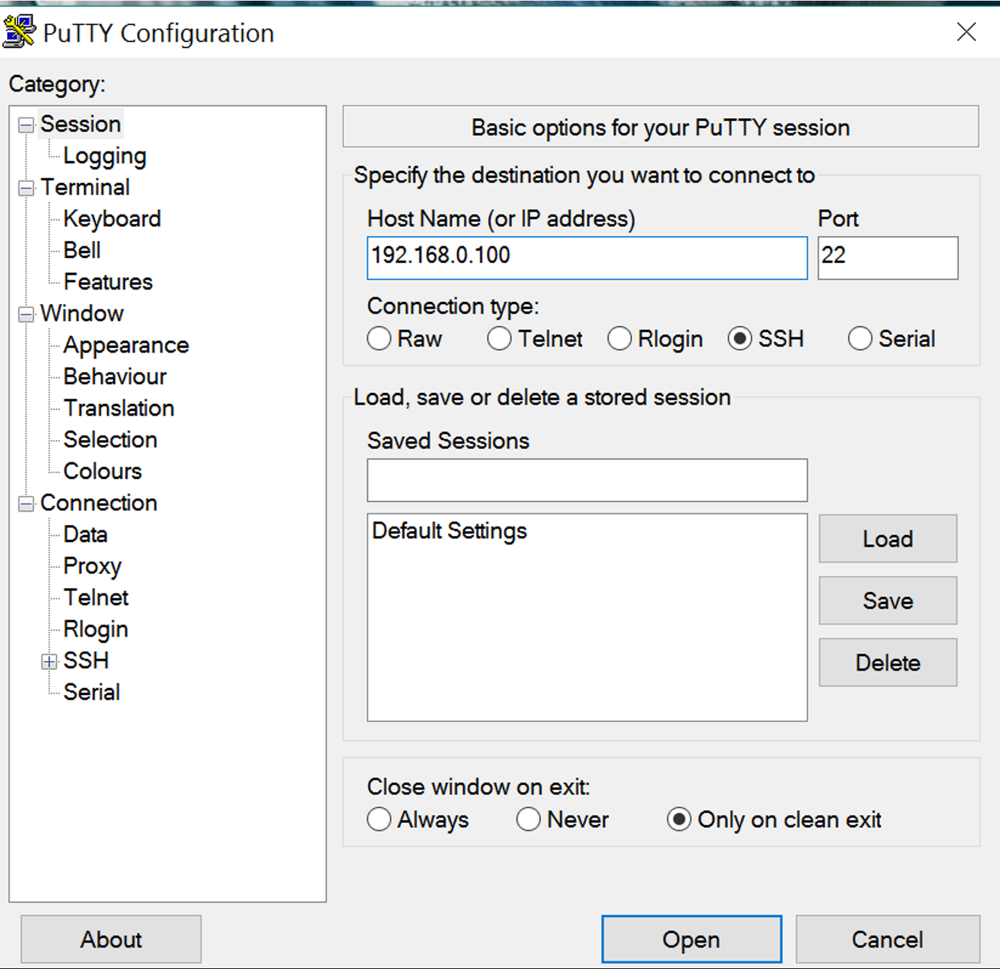 PuTTY Configuration
Category:
Session
Logging
Terminal
Keyboard
Bell
Features
Window
Appearance
Behaviour
Translation
Selection
Colours
Connection
Data
Proxy
Telnet
Rlogin
SSH
Serial
Basic options for your PuTTY session
Specify the destination you want to connect to
Host Name (or IP address) Port
192.168.0.100 22
Connection type:
Raw Telnet Rlogin SSH Serial
Load, save or delete a stored session
Saved Sessions
Default Settings
Load
Save
Delete
Close window on exit:
Always Never Only on clean exit
About Open Cancel